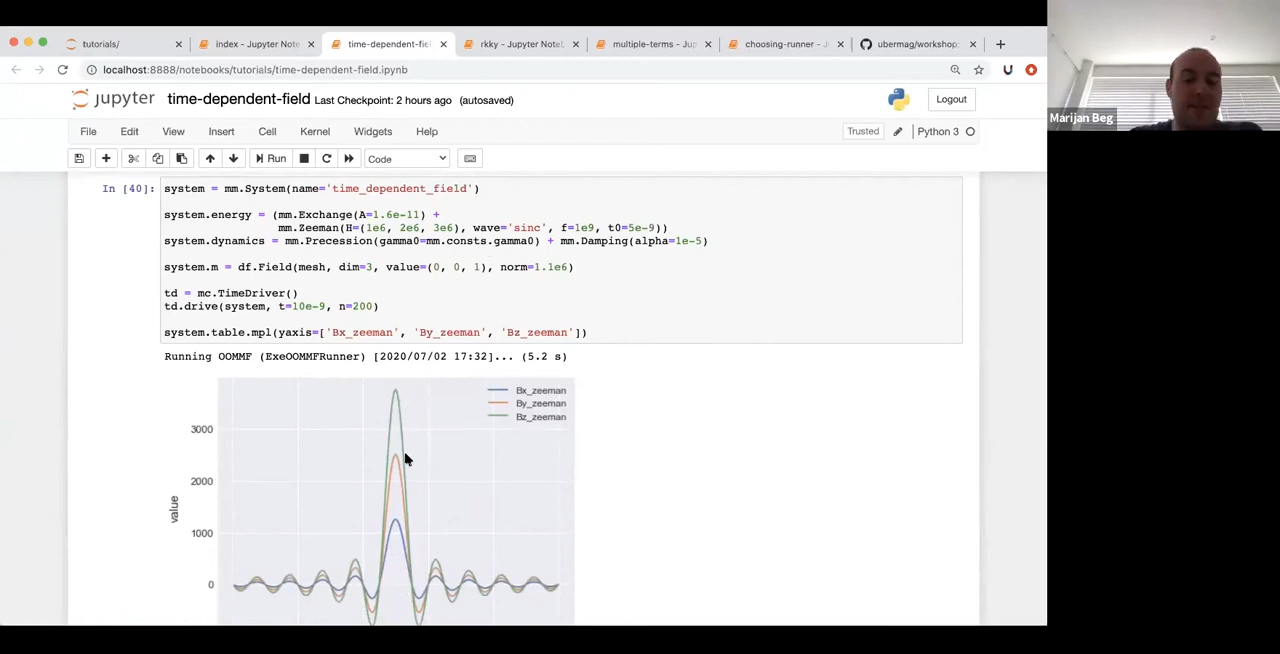 tutorials/
index - Jupyter Note
time-dependent-fie
rkky - Jupyter Note
multiple-terms - Jup
choosing-runner - J
ubermag/workshop:
localhost:8888/notebooks/tutorials/time-dependent-field.ipynb
jupyter time-dependent-field Last Checkpoint: 2 hours ago (autosaved)
Logout
File Edit View Insert Cell Kernel Widgets Help
Trusted
Python 3
Run
Code
In [40]:
system = mm.System(name='time_dependent_field')
system.energy = (mm.Exchange(A=1.6e-11) +
mm.Zeeman(H=(1e6, 2e6, 3e6), wave='sinc', f=1e9, t0=5e-9))
system.dynamics = mm.Precession(gamma0=mm.consts.gamma0) + mm.Damping(alpha=1e-5)
system.m = df.Field(mesh, dim=3, value=(0, 0, 1), norm=1.1e6)
td = mc.TimeDriver()
td.drive(system, t=10e-9, n=200)
system.table.mpl(yaxis=['Bx_zeeman', 'By_zeeman', 'Bz_zeeman'])
Running OOMMF (ExeOOMMFRunner) [2020/07/02 17:32]... (5.2 s)
Bx_zeeman
By_zeeman
Bz_zeeman
3000
2000
1000
0
value
Marijan Beg